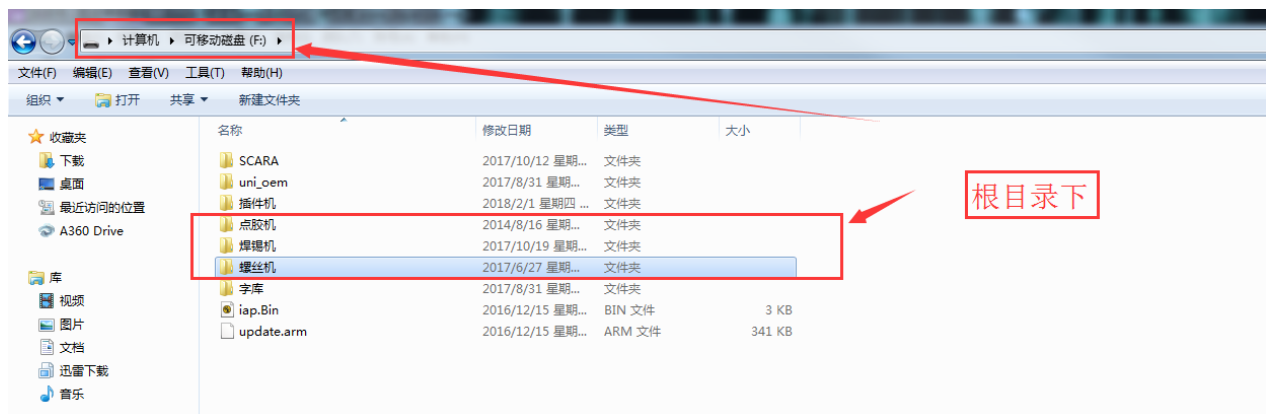 计算机 ▸ 可移动磁盘 (F:) ▸
文件(F) 编辑(E) 查看(V) 工具(T) 帮助(H)
组织 打开 共享 新建文件夹
名称 修改日期 类型 大小
收藏夹
下载
桌面
最近访问的位置
A360 Drive
库
视频
图片
文档
迅雷下载
音乐
SCARA 2017/10/12 星期... 文件夹
uni_oem 2017/8/31 星期... 文件夹
插件机 2018/2/1 星期四 ... 文件夹
点胶机 2014/8/16 星期... 文件夹
焊锡机 2017/10/19 星期... 文件夹
螺丝机 2017/6/27 星期... 文件夹
字库 2017/8/31 星期... 文件夹
iap.Bin 2016/12/15 星期... BIN 文件 3 KB
update.arm 2016/12/15 星期... ARM 文件 341 KB
根目录下